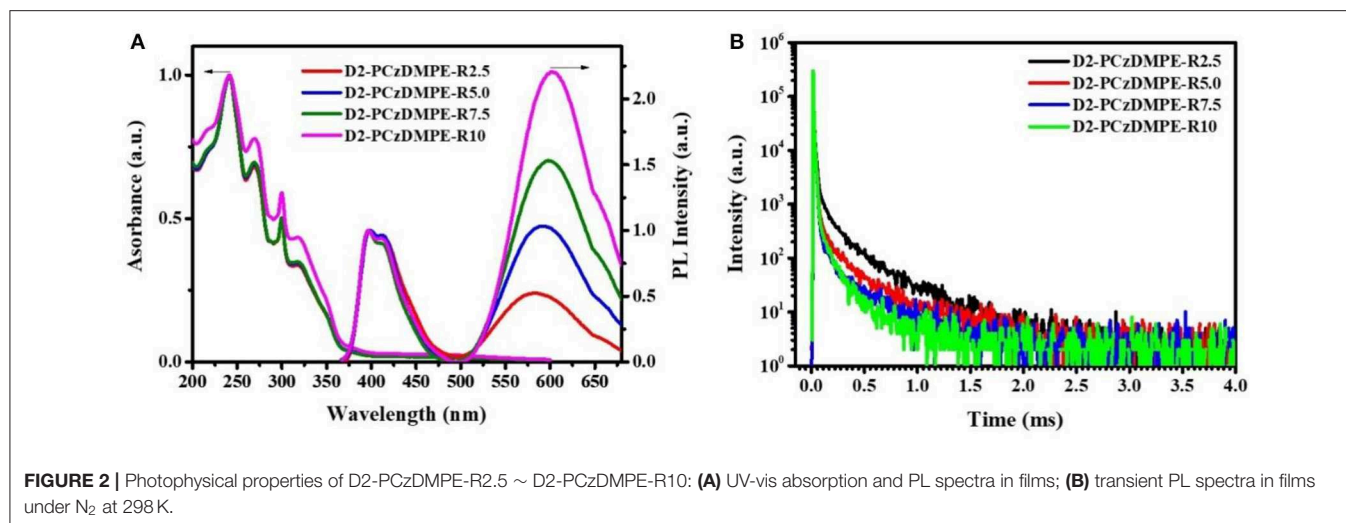 A
B
D2-PCzDMPE-R2.5
D2-PCzDMPE-R5.0
D2-PCzDMPE-R7.5
D2-PCzDMPE-R10
Asorbance (a.u.)
1.0
0.5
0.0
PL Intensity (a.u.)
2.0
1.5
1.0
0.5
0.0
200 250 300 350 400 450 500 550 600 650
Wavelength (nm)
D2-PCzDMPE-R2.5
D2-PCzDMPE-R5.0
D2-PCzDMPE-R7.5
D2-PCzDMPE-R10
Intensity (a.u.)
10⁶
10⁵
10⁴
10³
10²
10¹
10⁰
0.0 0.5 1.0 1.5 2.0 2.5 3.0 3.5 4.0
Time (ms)
FIGURE 2 | Photophysical properties of D2-PCzDMPE-R2.5 ~ D2-PCzDMPE-R10: (A) UV-vis absorption and PL spectra in films; (B) transient PL spectra in films
under N₂ at 298 K.